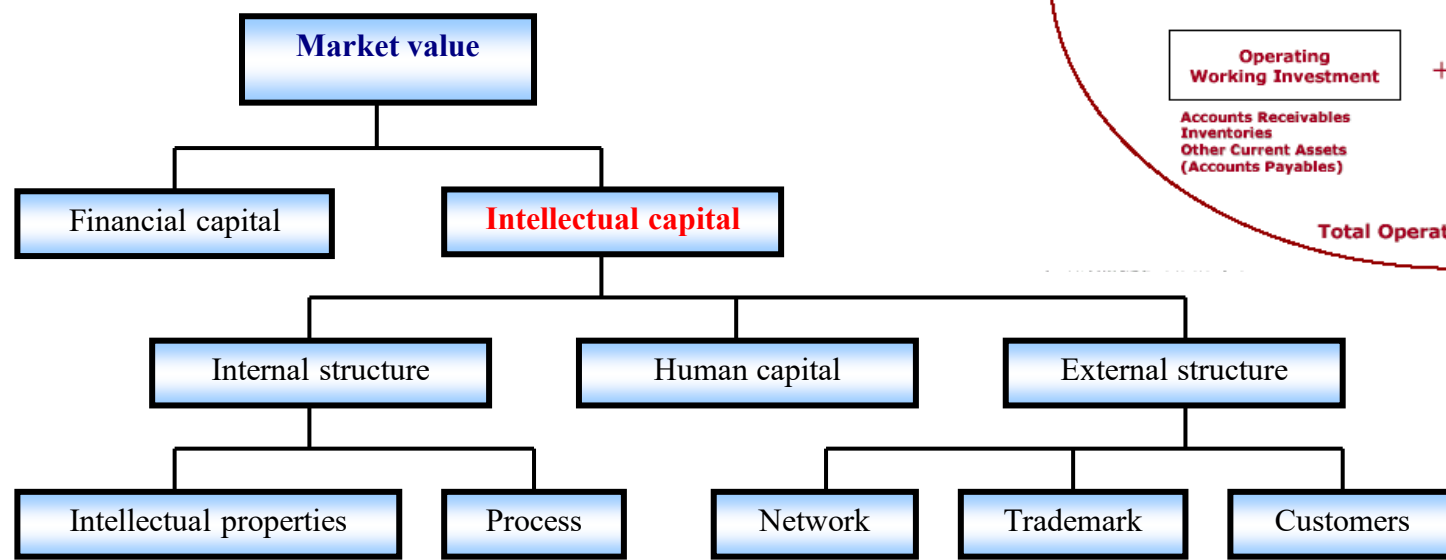 Market value
Financial capital
Intellectual capital
Internal structure
Human capital
External structure
Intellectual properties
Process
Network
Trademark
Customers
Operating
Working Investment
+
Accounts Receivables
Inventories
Other Current Assets
(Accounts Payables)
Total Operat